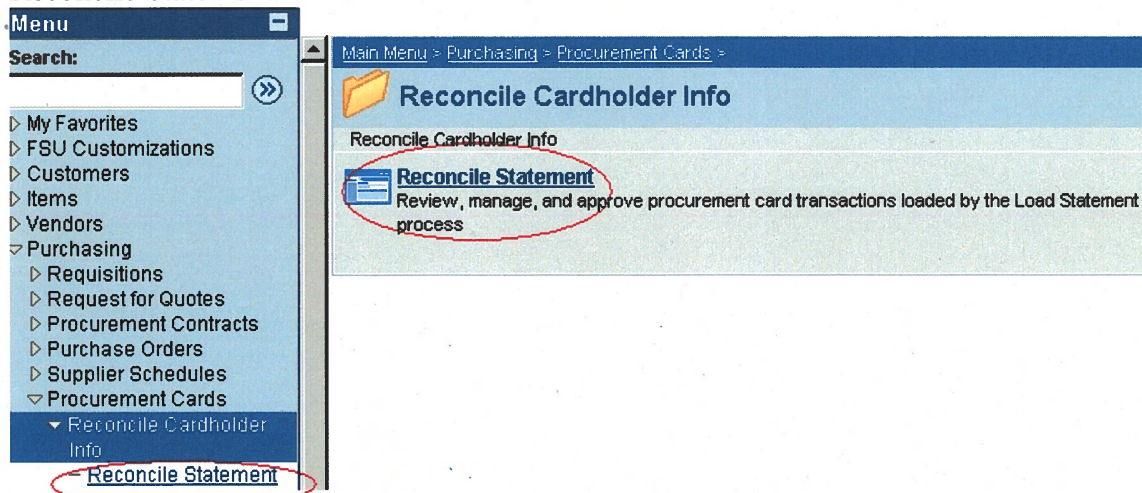 Menu
Search:
My Favorites
FSU Customizations
Customers
Items
Vendors
Purchasing
Requisitions
Request for Quotes
Procurement Contracts
Purchase Orders
Supplier Schedules
Procurement Cards
Reconcile Cardholder
Info
Reconcile Statement
Main Menu > Purchasing > Procurement Cards >
Reconcile Cardholder Info
Reconcile Cardholder Info
Reconcile Statement
Review, manage, and approve procurement card transactions loaded by the Load Statement
process